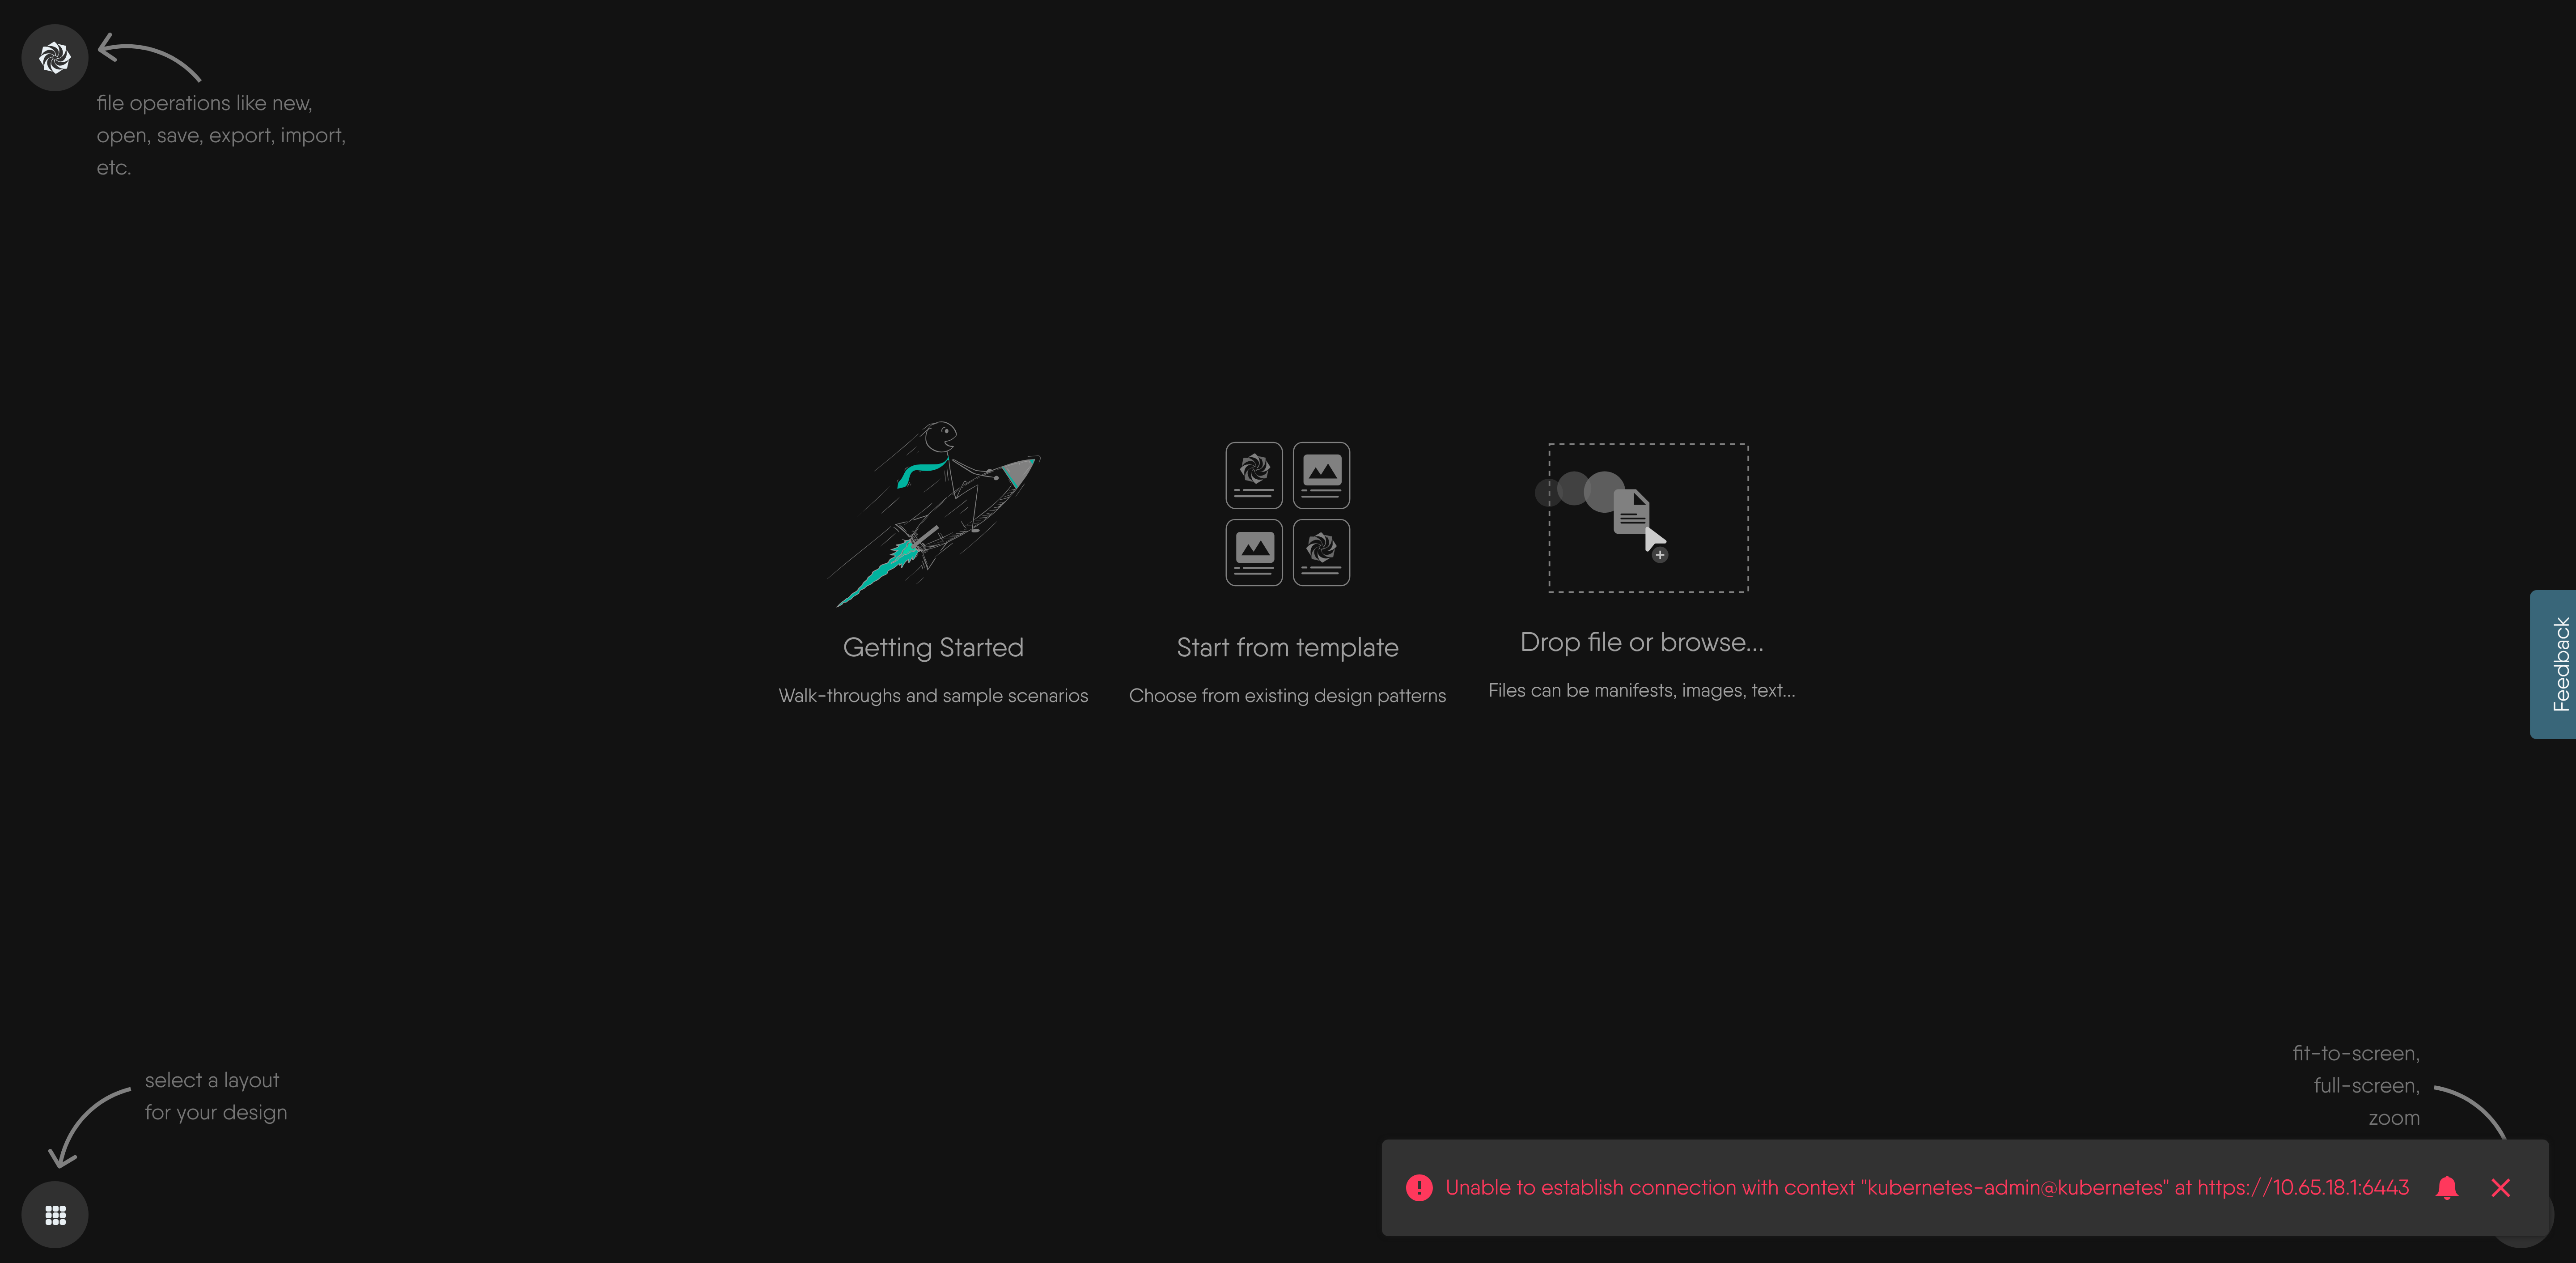 file operations like new,
open, save, export, import,
etc.
Getting Started
Walk-throughs and sample scenarios
Start from template
Choose from existing design patterns
Drop file or browse...
Files can be manifests, images, text...
Feedback
select a layout
for your design
fit-to-screen,
full-screen,
zoom
Unable to establish connection with context "kubernetes-admin@kubernetes" at https://10.65.18.1:6443